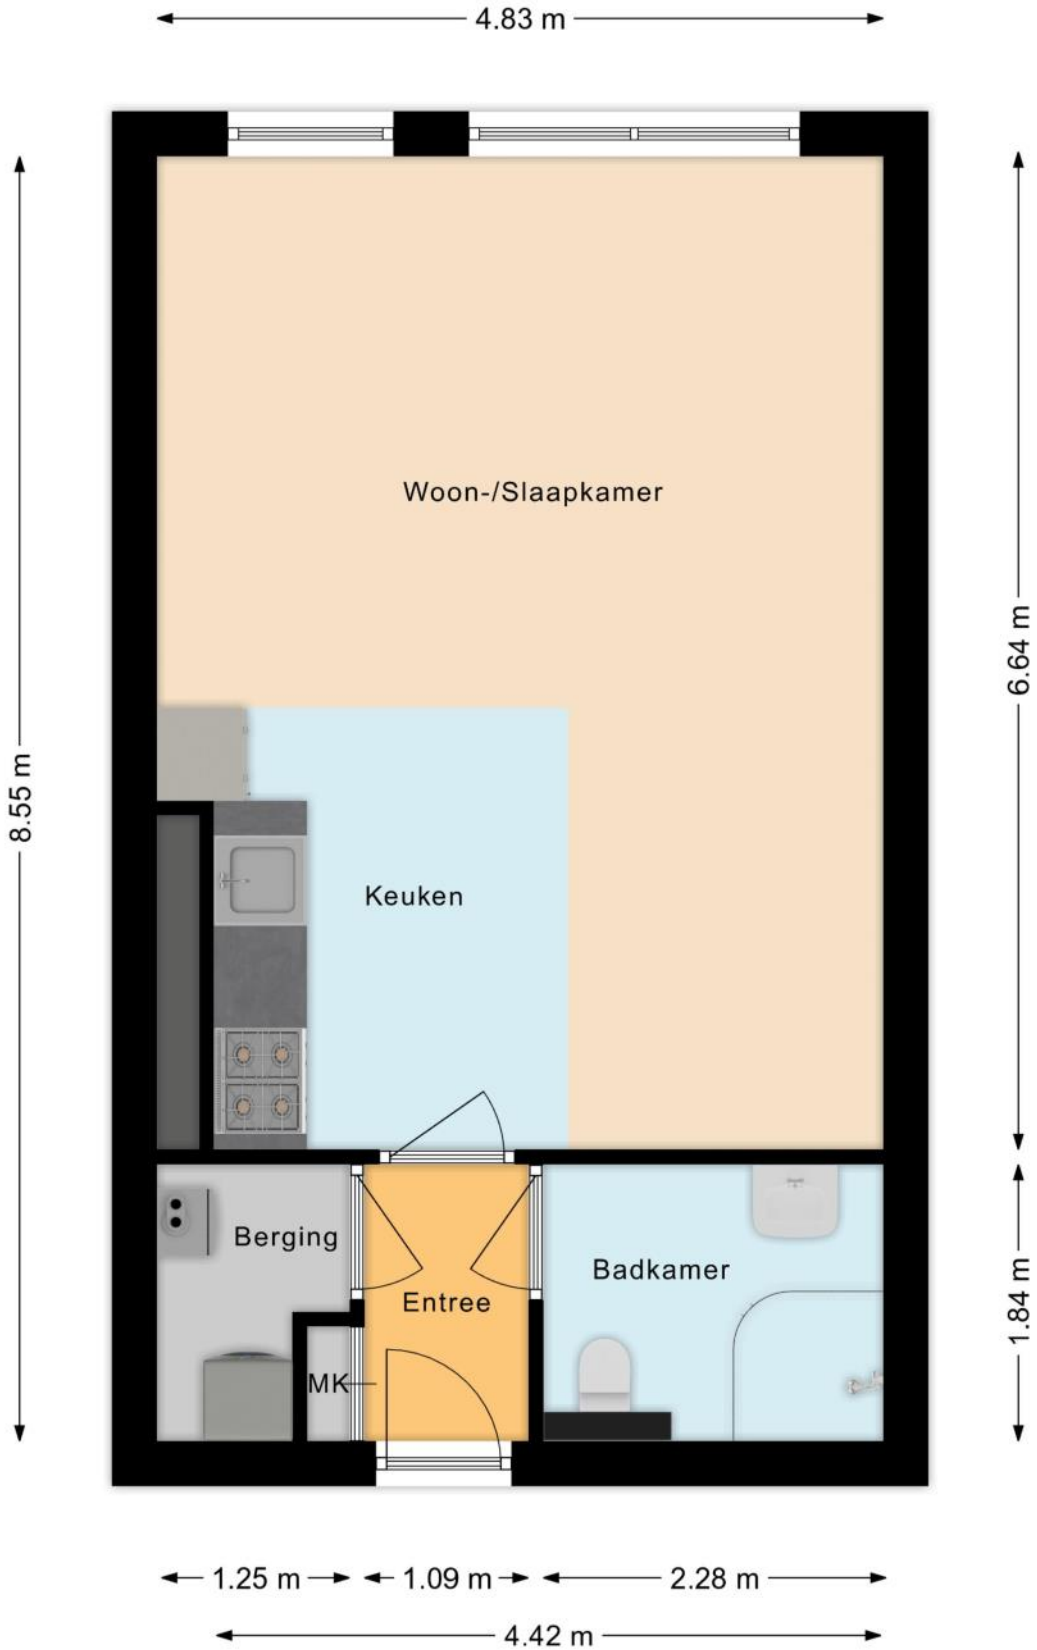 4.83 m
Woon-/Slaapkamer
6.64 m
8.55 m
Keuken
Berging
Badkamer
Entree
1.84 m
MK
1.25 m
1.09 m
2.28 m
4.42 m